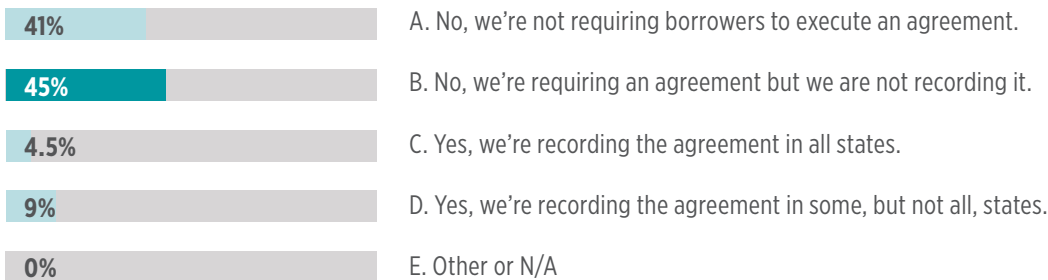 41% A. No, we’re not requiring borrowers to execute an agreement.
45% B. No, we’re requiring an agreement but we are not recording it.
4.5% C. Yes, we’re recording the agreement in all states.
9% D. Yes, we’re recording the agreement in some, but not all, states.
0% E. Other or N/A